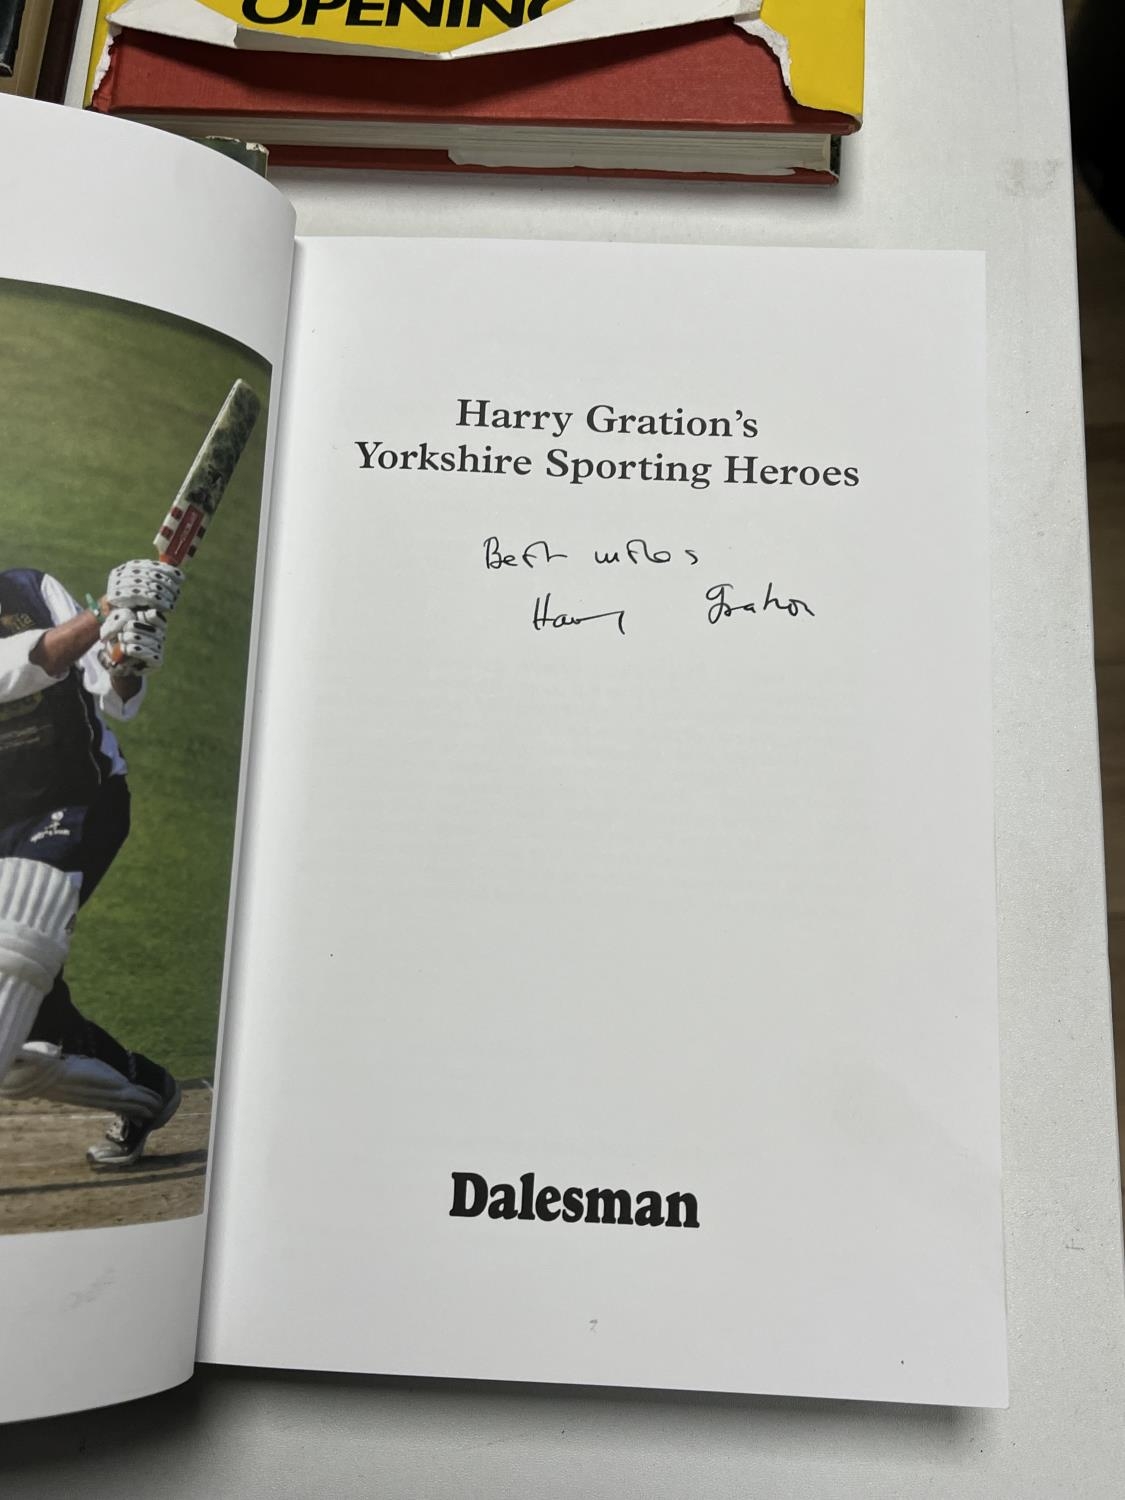 OPENING
Harry Gration's
Yorkshire Sporting Heroes
Best wishes
Harry Gration
Dalesman